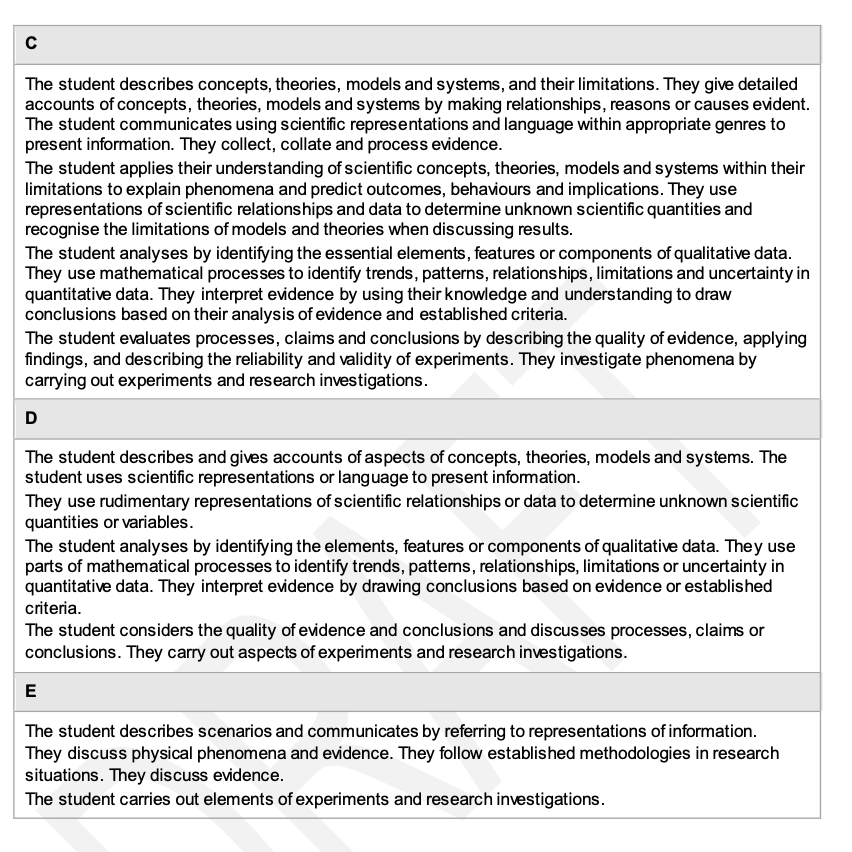 C
The student describes concepts, theories, models and systems, and their limitations. They give detailed
accounts of concepts, theories, models and systems by making relationships, reasons or causes evident.
The student communicates using scientific representations and language within appropriate genres to
present information. They collect, collate and process evidence.
The student applies their understanding of scientific concepts, theories, models and systems within their
limitations to explain phenomena and predict outcomes, behaviours and implications. They use
representations of scientific relationships and data to determine unknown scientific quantities and
recognise the limitations of models and theories when discussing results.
The student analyses by identifying the essential elements, features or components of qualitative data.
They use mathematical processes to identify trends, patterns, relationships, limitations and uncertainty in
quantitative data. They interpret evidence by using their knowledge and understanding to draw
conclusions based on their analysis of evidence and established criteria.
The student evaluates processes, claims and conclusions by describing the quality of evidence, applying
findings, and describing the reliability and validity of experiments. They investigate phenomena by
carrying out experiments and research investigations.
D
The student describes and gives accounts of aspects of concepts, theories, models and systems. The
student uses scientific representations or language to present information.
They use rudimentary representations of scientific relationships or data to determine unknown scientific
quantities or variables.
The student analyses by identifying the elements, features or components of qualitative data. They use
parts of mathematical processes to identify trends, patterns, relationships, limitations or uncertainty in
quantitative data. They interpret evidence by drawing conclusions based on evidence or established
criteria.
The student considers the quality of evidence and conclusions and discusses processes, claims or
conclusions. They carry out aspects of experiments and research investigations.
E
The student describes scenarios and communicates by referring to representations of information.
They discuss physical phenomena and evidence. They follow established methodologies in research
situations. They discuss evidence.
The student carries out elements of experiments and research investigations.
DRAFT